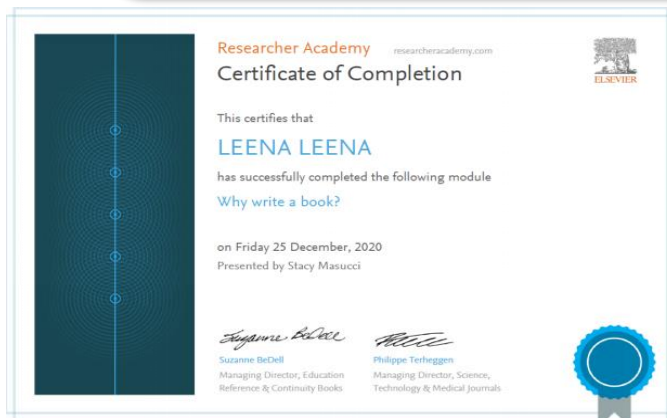 Researcher Academy researcheracademy.com
Certificate of Completion
ELSEVIER
This certifies that
LEENA LEENA
has successfully completed the following module
Why write a book?
on Friday 25 December, 2020
Presented by Stacy Masucci
Suzanne BeDell
Suzanne BeDell Philippe Terheggen
Managing Director, Education Managing Director, Science,
Reference & Continuity Books Technology & Medical Journals